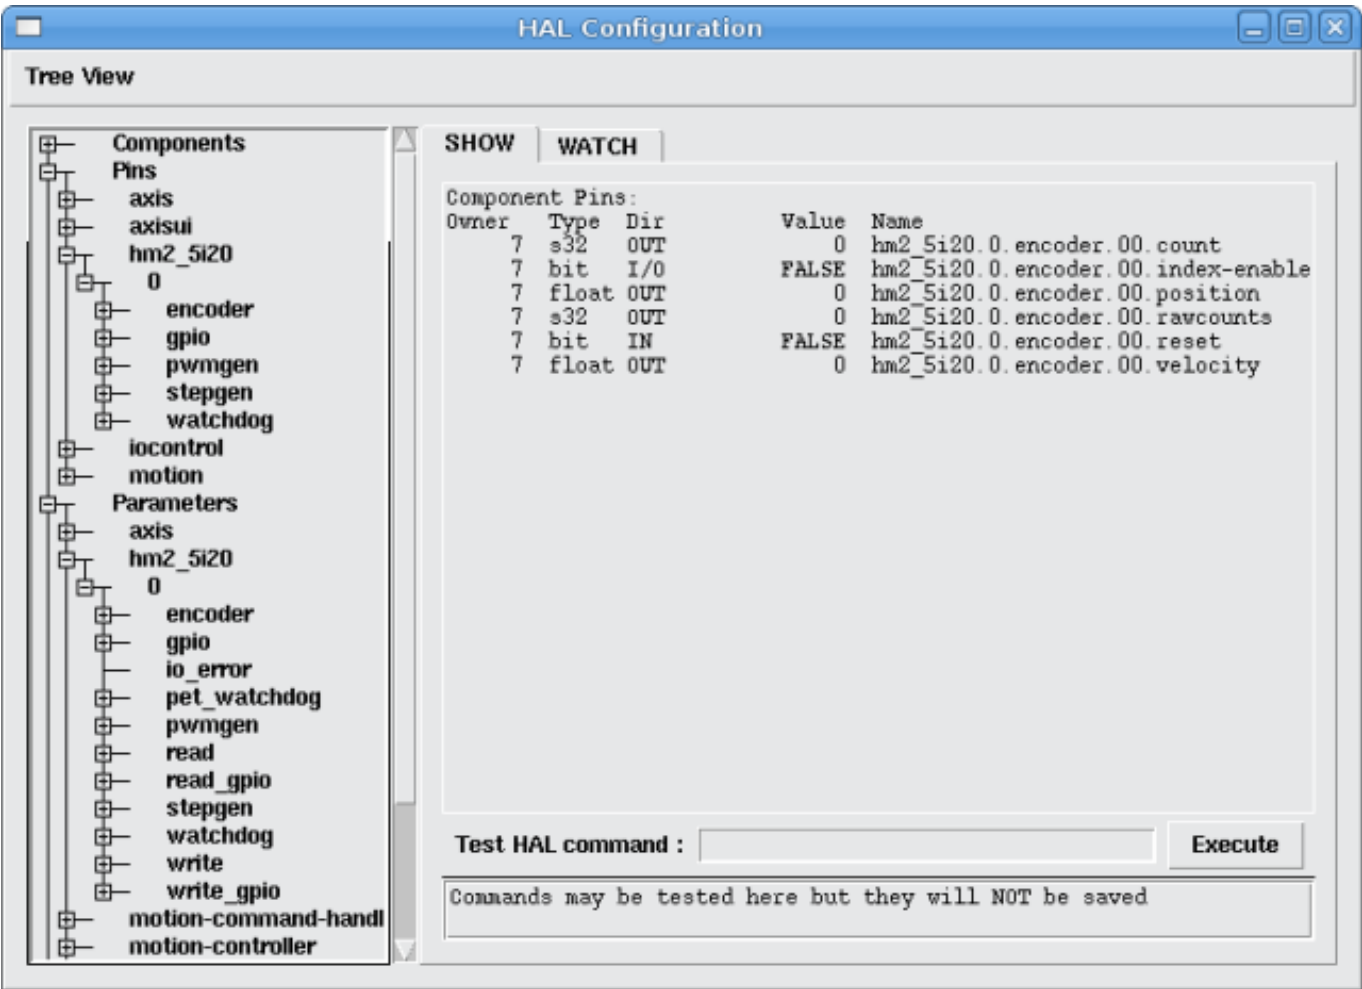 HAL Configuration
Tree View
Components
Pins
axis
axisui
hm2_5i20
0
encoder
gpio
pwmgen
stepgen
watchdog
iocontrol
motion
Parameters
axis
hm2_5i20
0
encoder
gpio
io_error
pet_watchdog
pwmgen
read
read_gpio
stepgen
watchdog
write
write_gpio
motion-command-handl
motion-controller
SHOW WATCH
Component Pins:
Owner Type Dir Value Name
7 s32 OUT 0 hm2_5i20.0.encoder.00.count
7 bit I/O FALSE hm2_5i20.0.encoder.00.index-enable
7 float OUT 0 hm2_5i20.0.encoder.00.position
7 s32 OUT 0 hm2_5i20.0.encoder.00.rawcounts
7 bit IN FALSE hm2_5i20.0.encoder.00.reset
7 float OUT 0 hm2_5i20.0.encoder.00.velocity
Test HAL command :
Execute
Commands may be tested here but they will NOT be saved